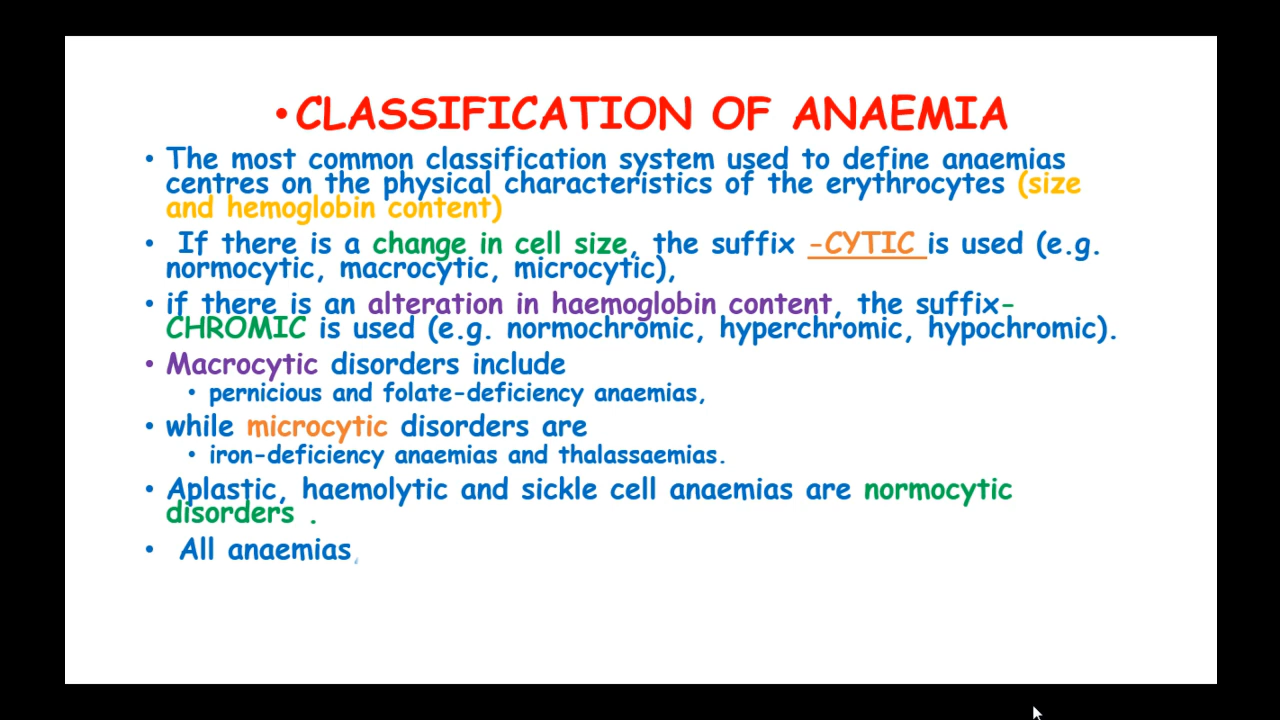 • CLASSIFICATION OF ANAEMIA
• The most common classification system used to define anaemias
centres on the physical characteristics of the erythrocytes (size
and hemoglobin content)
• If there is a change in cell size, the suffix -CYTIC is used (e.g.
normocytic, macrocytic, microcytic),
• if there is an alteration in haemoglobin content, the suffix-
CHROMIC is used (e.g. normochromic, hyperchromic, hypochromic).
• Macrocytic disorders include
• pernicious and folate-deficiency anaemias,
• while microcytic disorders are
• iron-deficiency anaemias and thalassaemias.
• Aplastic, haemolytic and sickle cell anaemias are normocytic
disorders .
• All anaemias,